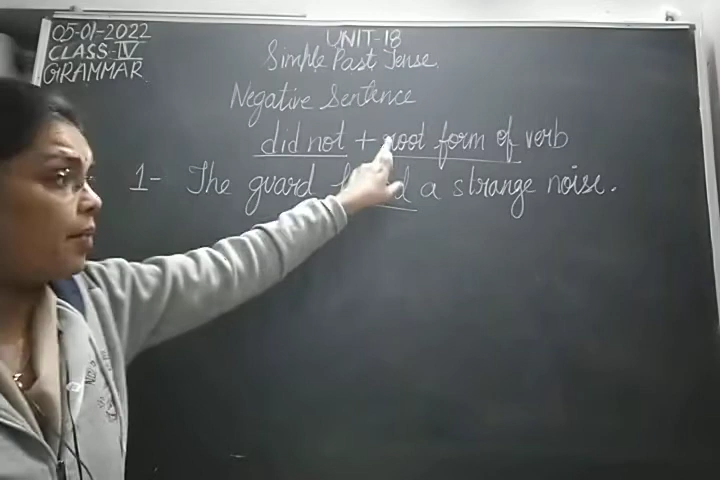 05-01-2022
CLASS-IV
GRAMMAR
UNIT-18
Simple Past Tense.
Negative Sentence
did not + root form of verb
1- The guard a strange noise.